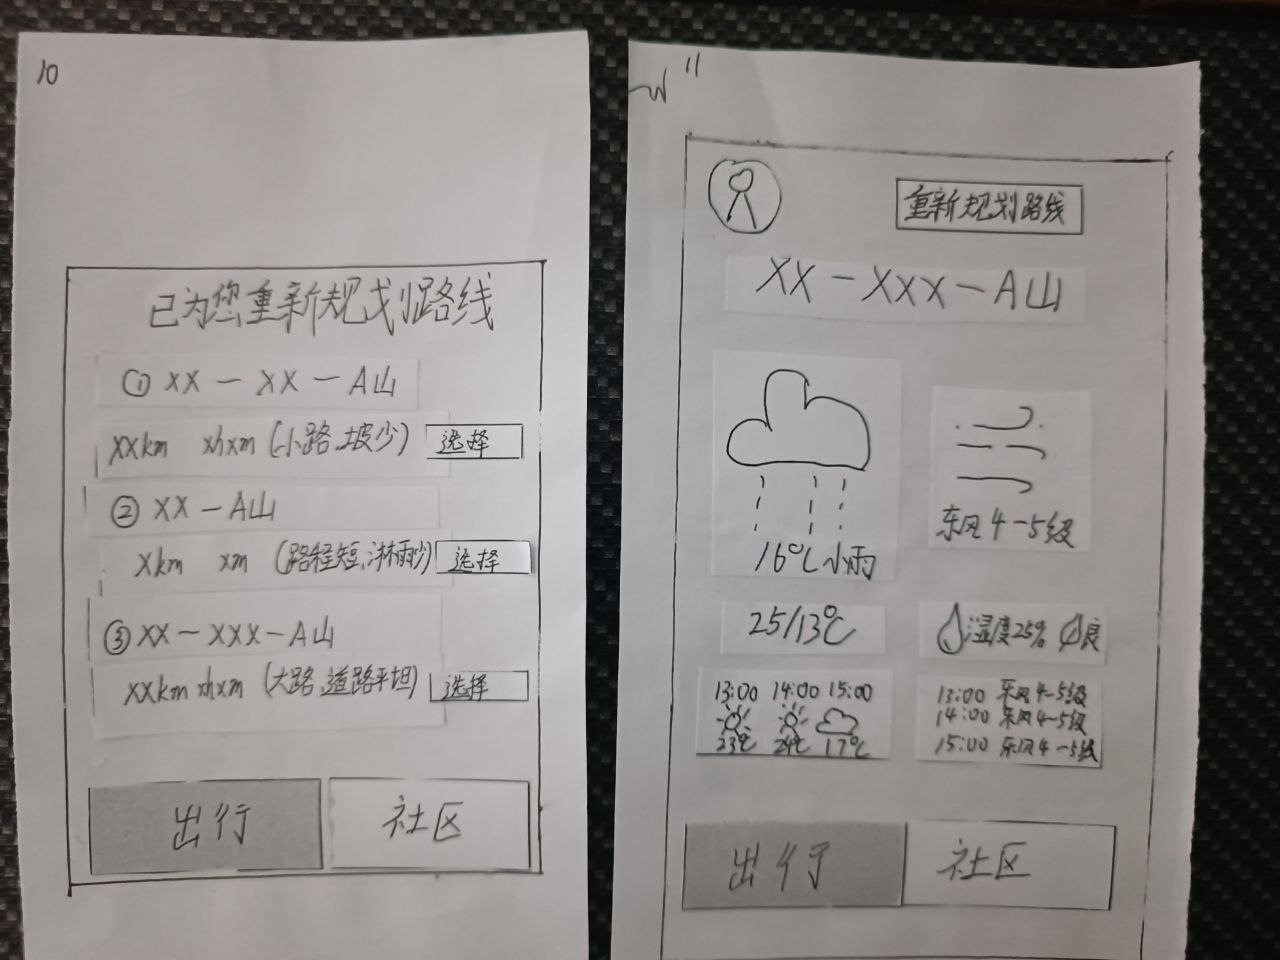 10
已为您重新规划路线
① XX－XX－A山
XXkm xhxm (小路、坡少) 选择
② XX－A山
Xkm xm (路程短、淋雨少) 选择
③ XX－XXX－A山
XXkm xhxm (大路、道路平坦) 选择
出行 社区
11
重新规划路线
XX－XXX－A山
16℃ 小雨
东风4－5级
25/13℃
湿度25% 良
13:00 14:00 15:00
23℃ 24℃ 17℃
13:00 东风4~5级
14:00 东风4~5级
15:00 东风4－5级
出行 社区